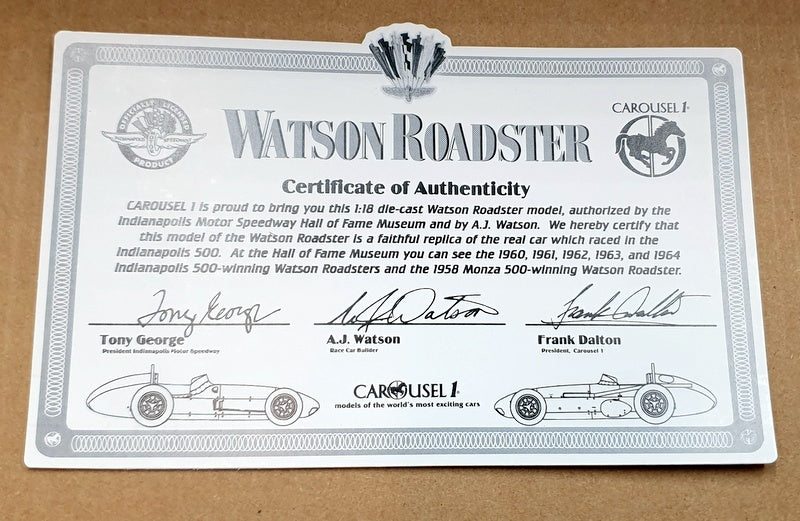 OFFICIALLY LICENSED
INDIANAPOLIS
PRODUCT
WATSON ROADSTER
CAROUSEL 1
Certificate of Authenticity
CAROUSEL 1 is proud to bring you this 1:18 die-cast Watson Roadster model, authorized by the
Indianapolis Motor Speedway Hall of Fame Museum and by A.J. Watson. We hereby certify that
this model of the Watson Roadster is a faithful replica of the real car which raced in the
Indianapolis 500. At the Hall of Fame Museum you can see the 1960, 1961, 1962, 1963, and 1964
Indianapolis 500-winning Watson Roadsters and the 1958 Monza 500-winning Watson Roadster.
Tony George
A.J. Watson
Frank Dalton
Tony George
President Indianapolis Motor Speedway
A.J. Watson
Race Car Builder
Frank Dalton
President, Carousel 1
CAROUSEL 1
models of the world's most exciting cars